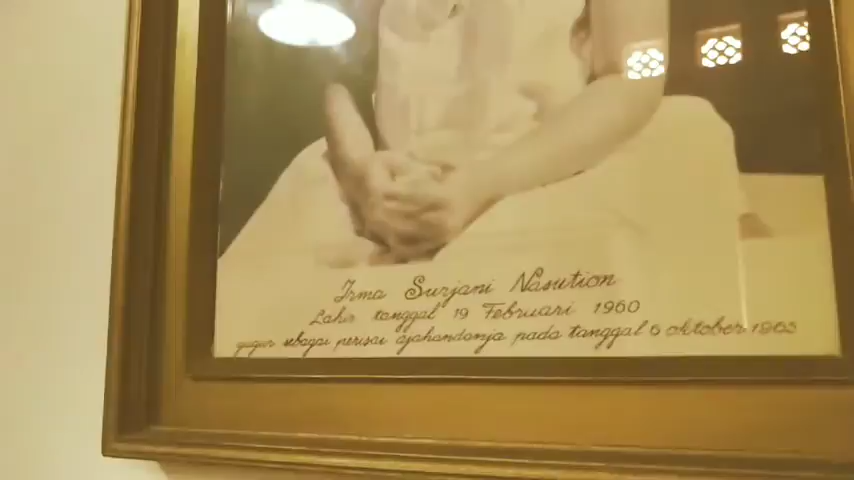 Irma Surjani Nasution
Lahir tanggal 19 Februari 1960
gugur sebagai perisai ajahandanja pada tanggal 6 oktober 1965